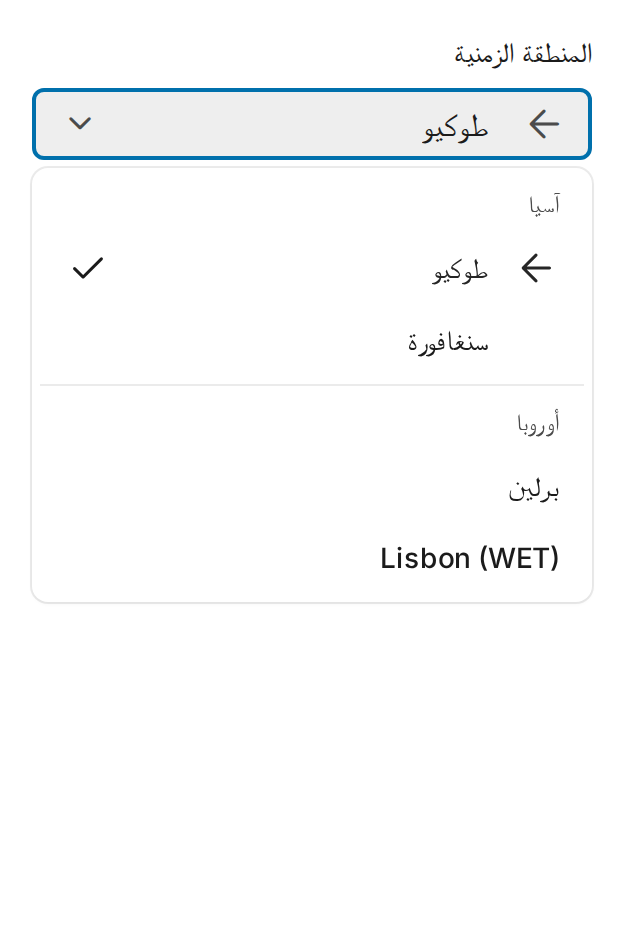 المنطقة الزمنية
طوكيو
آسيا
طوكيو
سنغافورة
أوروبا
برلين
Lisbon (WET)